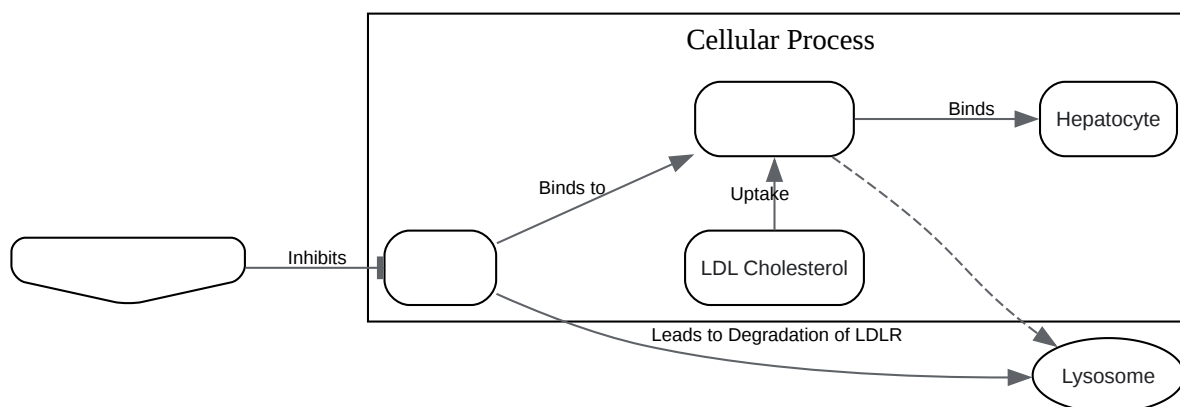 Cellular Process
Binds
Hepatocyte
Binds to
Uptake
Inhibits
LDL Cholesterol
Leads to Degradation of LDLR
Lysosome